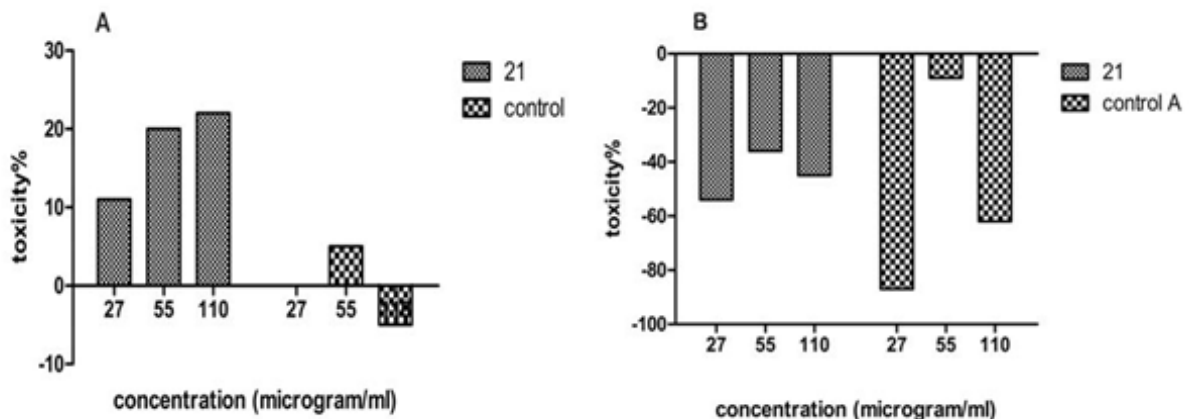 A
30
20
10
0
-10
toxicity%
27 55 110 27 55
concentration (microgram/ml)
21
control
B
0
-20
-40
-60
-80
-100
toxicity%
27 55 110 27 55 110
concentration (microgram/ml)
21
control A